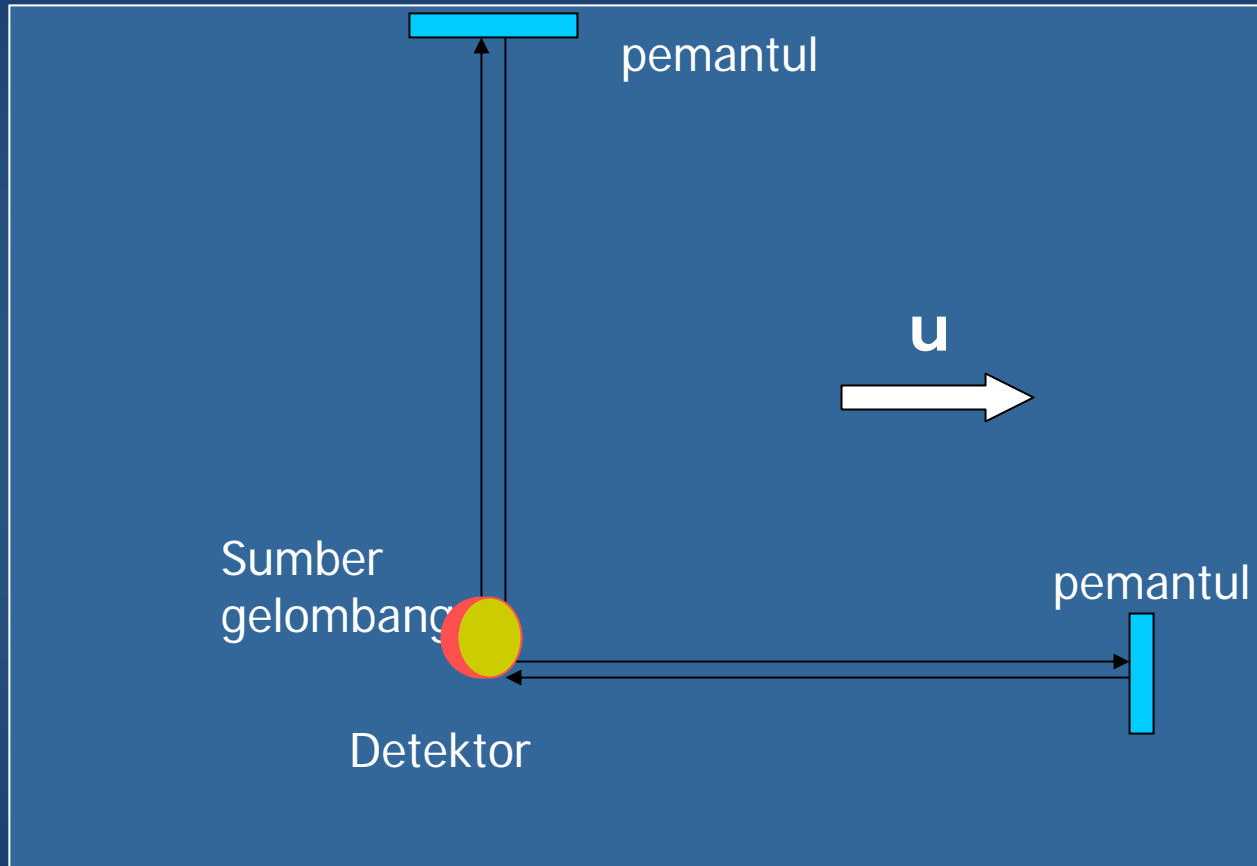 pemantul
u
Sumber
gelombang
pemantul
Detektor